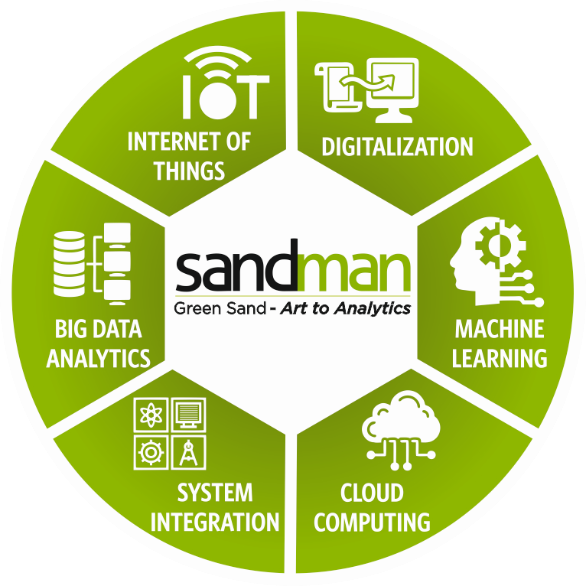 IOT
INTERNET OF
THINGS
DIGITALIZATION
BIG DATA
ANALYTICS
sandman
Green Sand - Art to Analytics
MACHINE
LEARNING
SYSTEM
INTEGRATION
CLOUD
COMPUTING